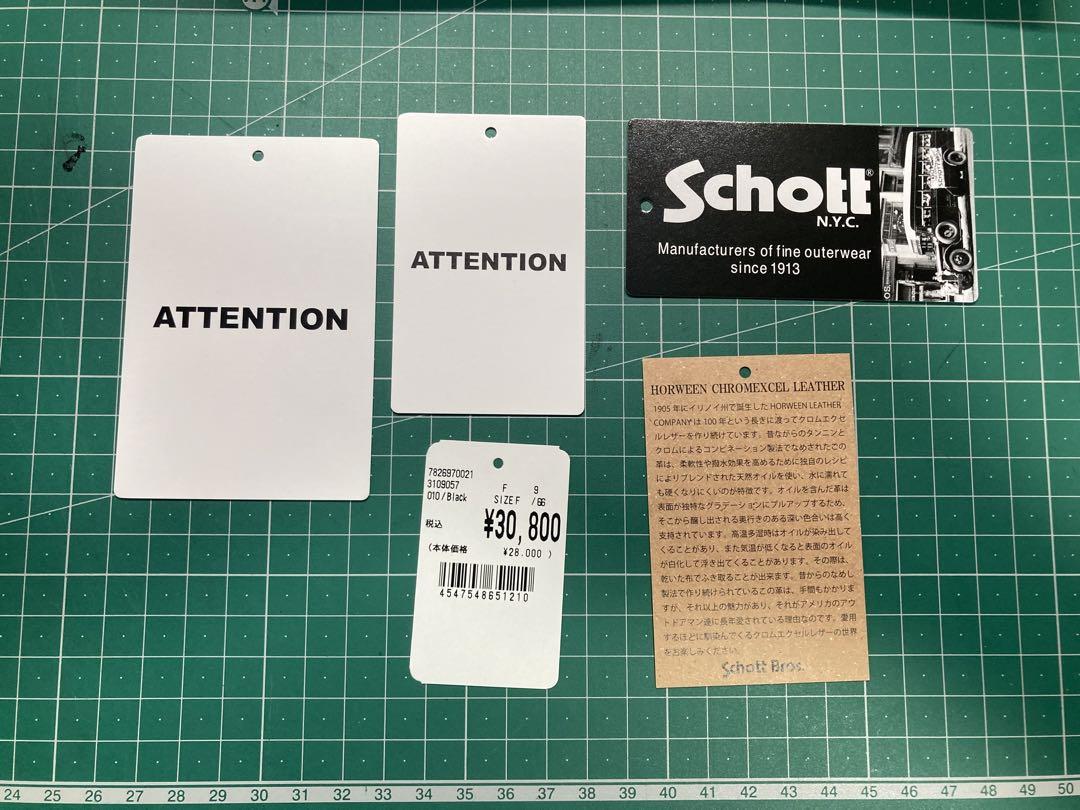 ATTENTION
ATTENTION
Schott®
N.Y.C.
Manufacturers of fine outerwear
since 1913
7826970021
3109057
010/Black
F 9
SIZE F /66
税込 ¥30,800
(本体価格 ¥28.000 )
4547548651210
HORWEEN CHROMEXCEL LEATHER
1905 年にイリノイ州で誕生した HORWEEN LEATHER
COMPANY は 100 年という長きに渡ってクロムエクセ
ルレザーを作り続けています。昔ながらのタンニンと
クロムによるコンビネーション製法でなめされたこの
革は、柔軟性や撥水効果を高めるために独自のレシピ
によりブレンドされた天然オイルを使い、水に濡れて
も硬くなりにくいのが特徴です。オイルを含んだ革は
表面が独特なグラデーションにプルアップするため、
そこから醸し出される奥行きのある深い色合いは高く
支持されています。高温多湿時はオイルが染み出して
くることがあり、また気温が低くなると表面のオイル
が白化して浮き出てくることがあります。その際は、
乾いた布でふき取ることが出来ます。昔からのなめし
製法で作り続けられているこの革は、手間もかかりま
すが、それ以上の魅力があり、それがアメリカのアウ
トドアマン達に長年愛されている理由なのです。愛用
するほどに馴染んでくるクロムエクセルレザーの世界
をお楽しみください。
Schott Bros.
24 25 26 27 28 29 30 31 32 33 34 35 36 37 38 39 40 41 42 43 44 45 46 47 48 49 50